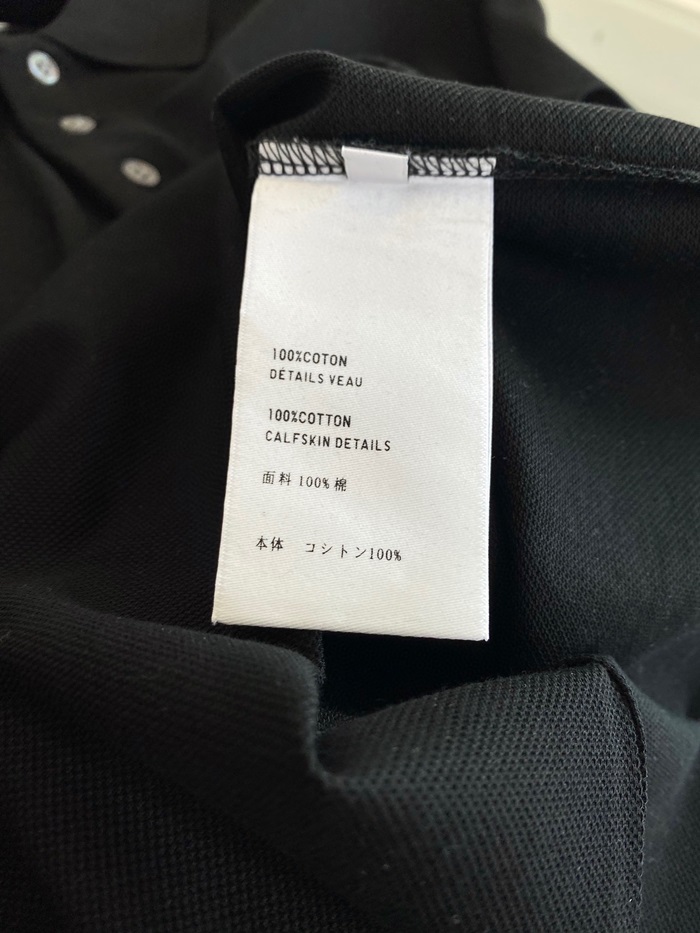 100%COTON
DÉTAILS VEAU
100%COTTON
CALFSKIN DETAILS
面料 100% 棉
本体 コシトン100%